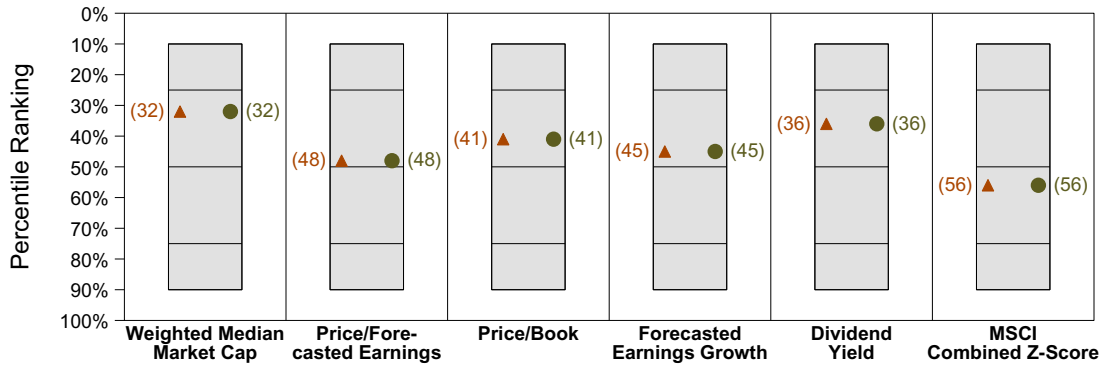 Percentile Ranking
0%
10%
20%
30%
40%
50%
60%
70%
80%
90%
100%
(32) (32)
(48) (48)
(41) (41)
(45) (45)
(36) (36)
(56) (56)
Weighted Median
Market Cap
Price/Fore-
casted Earnings
Price/Book
Forecasted
Earnings Growth
Dividend
Yield
MSCI
Combined Z-Score